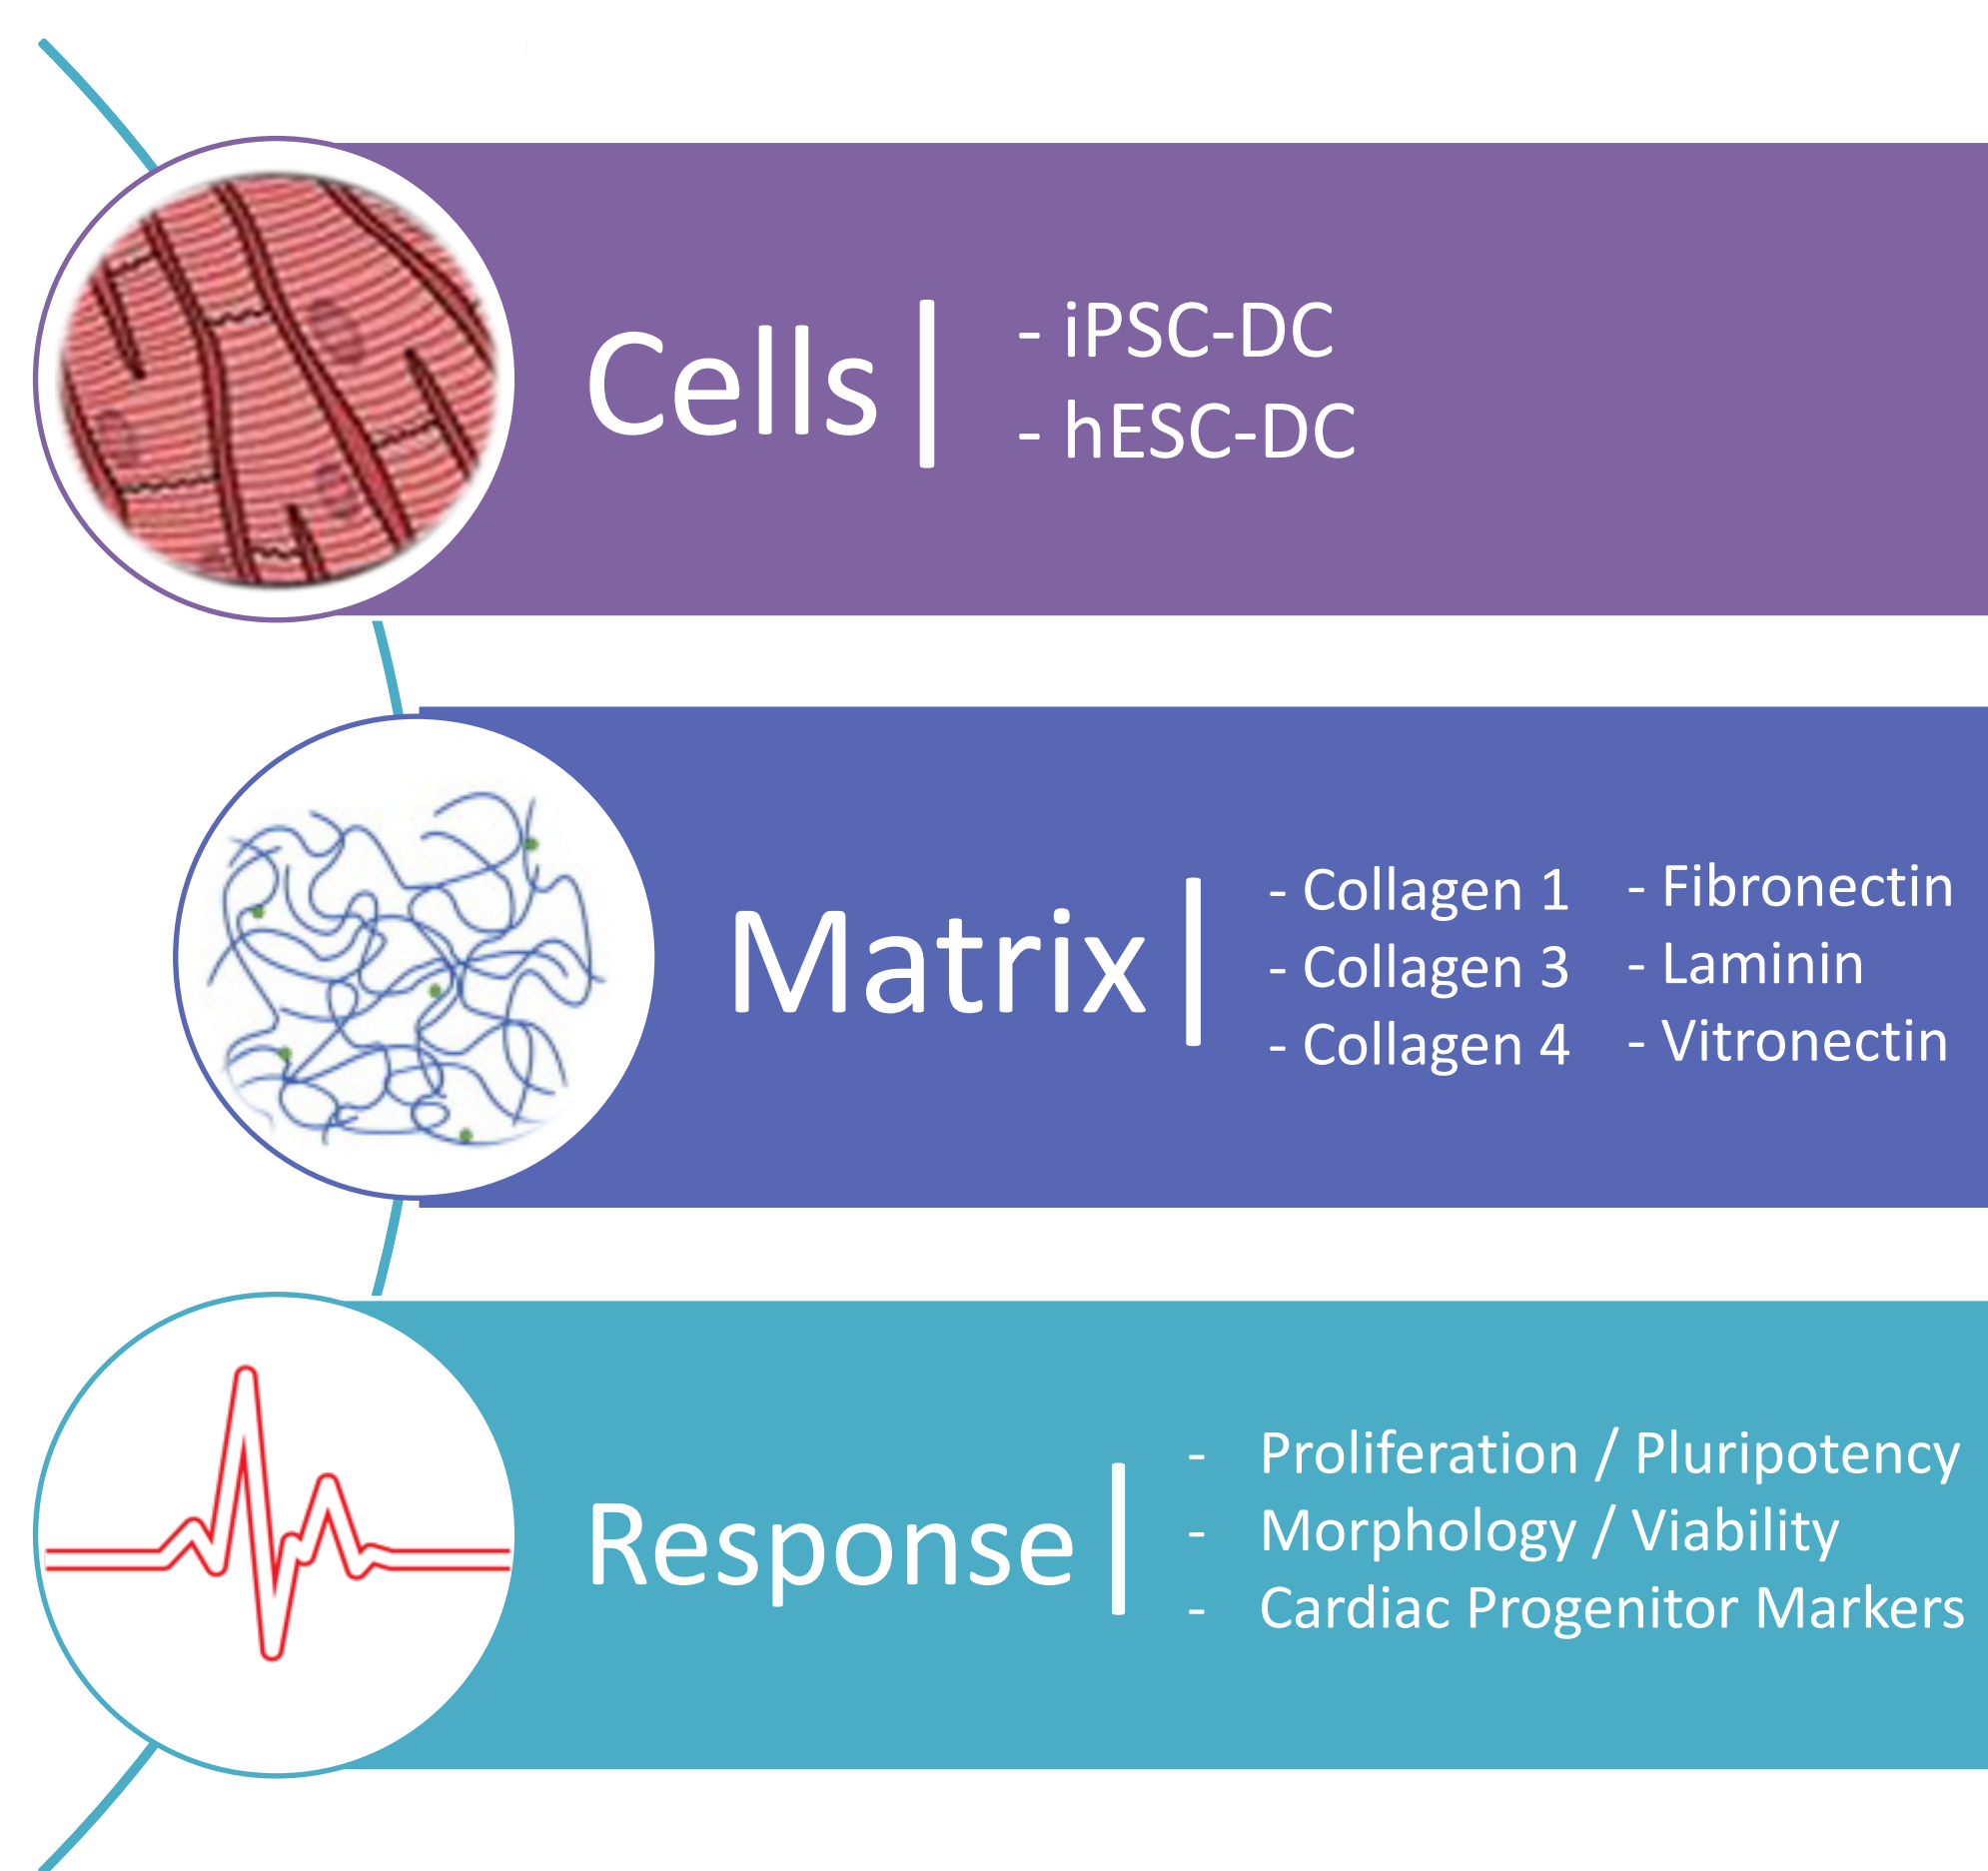 Cells
- iPSC-DC
- hESC-DC
Matrix
- Collagen 1
- Collagen 3
- Collagen 4
- Fibronectin
- Laminin
- Vitronectin
Response
- Proliferation / Pluripotency
- Morphology / Viability
- Cardiac Progenitor Markers